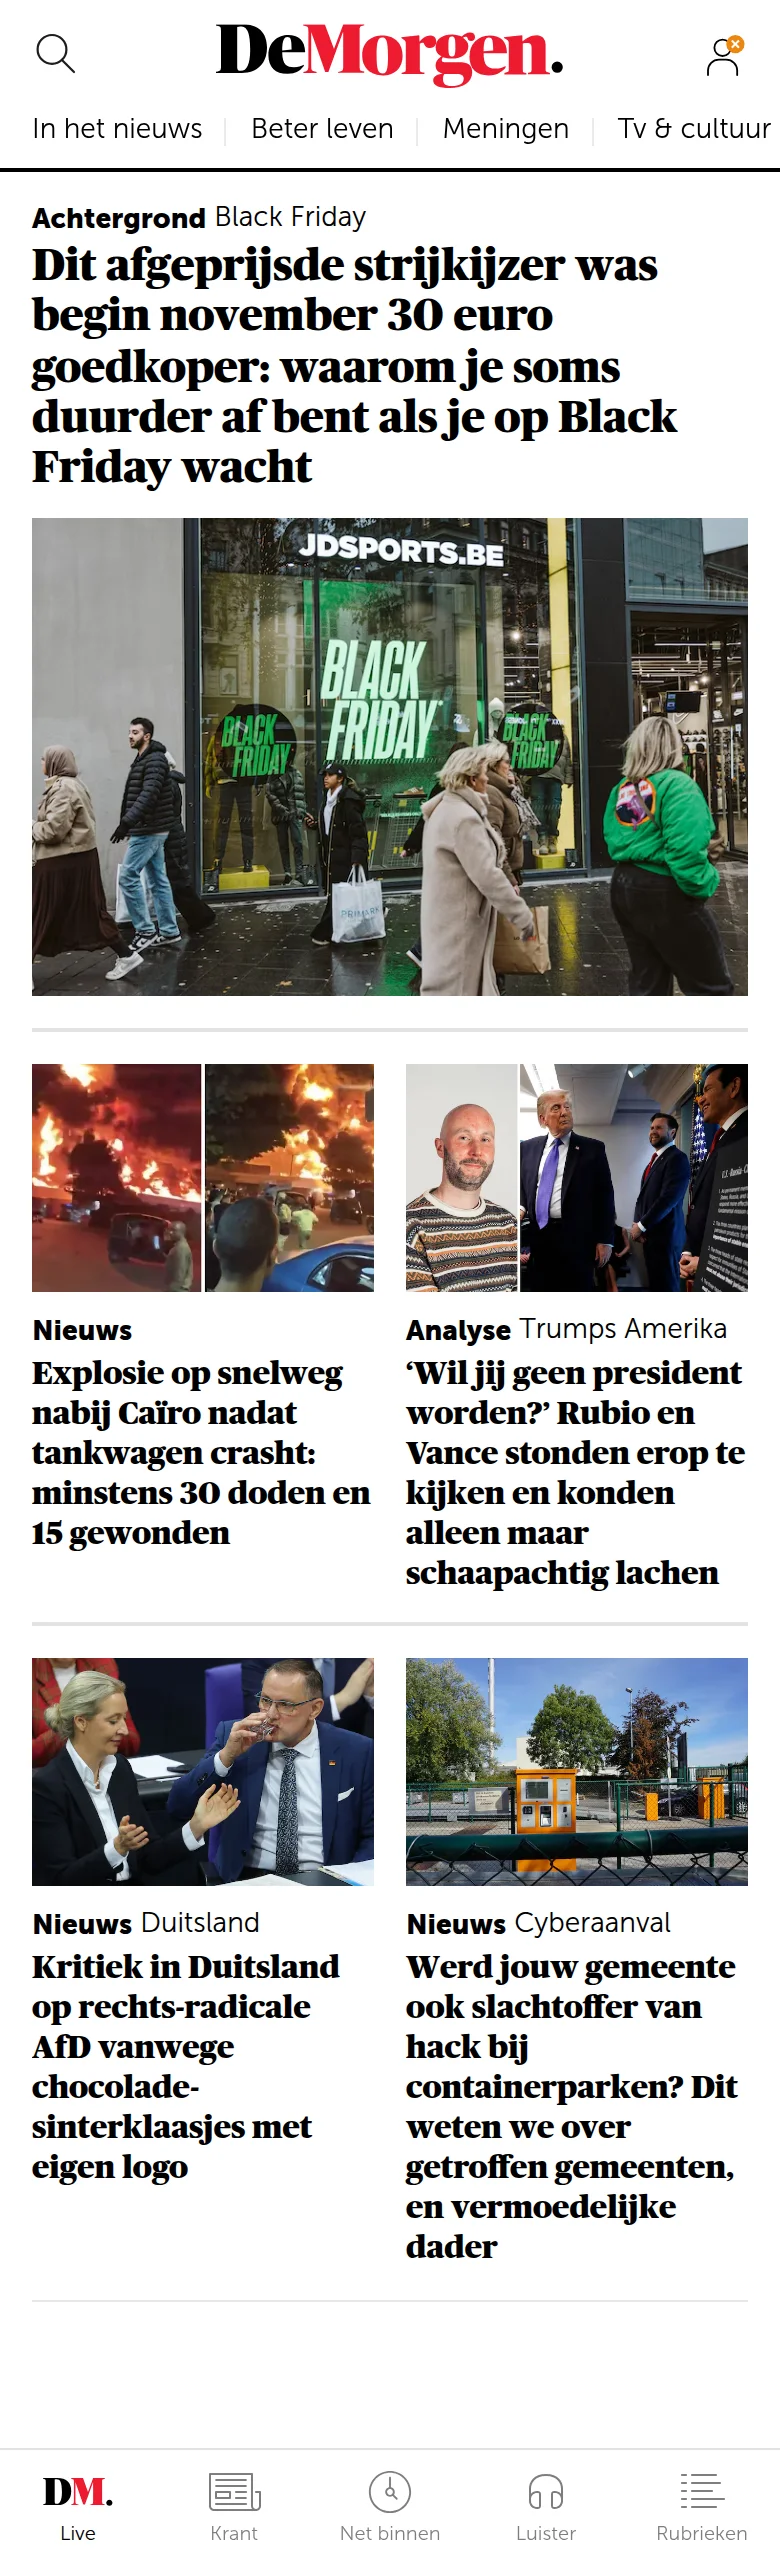 DeMorgen.
In het nieuws
Beter leven
Meningen
Tv & cultuur
Achtergrond Black Friday
Dit afgeprijsde strijkijzer was
begin november 30 euro
goedkoper: waarom je soms
duurder af bent als je op Black
Friday wacht
JDSPORTS.BE
BLACK
FRIDAY
BLACK
FRIDAY
BLACK
FRIDAY
PRIMARK
Nieuws
Explosie op snelweg
nabij Caïro nadat
tankwagen crasht:
minstens 30 doden en
15 gewonden
Analyse Trumps Amerika
‘Wil jij geen president
worden?’ Rubio en
Vance stonden erop te
kijken en konden
alleen maar
schaapachtig lachen
Nieuws Duitsland
Kritiek in Duitsland
op rechts-radicale
AfD vanwege
chocolade-
sinterklaasjes met
eigen logo
Nieuws Cyberaanval
Werd jouw gemeente
ook slachtoffer van
hack bij
containerparken? Dit
weten we over
getroffen gemeenten,
en vermoedelijke
dader
DM.
Live
Krant
Net binnen
Luister
Rubrieken